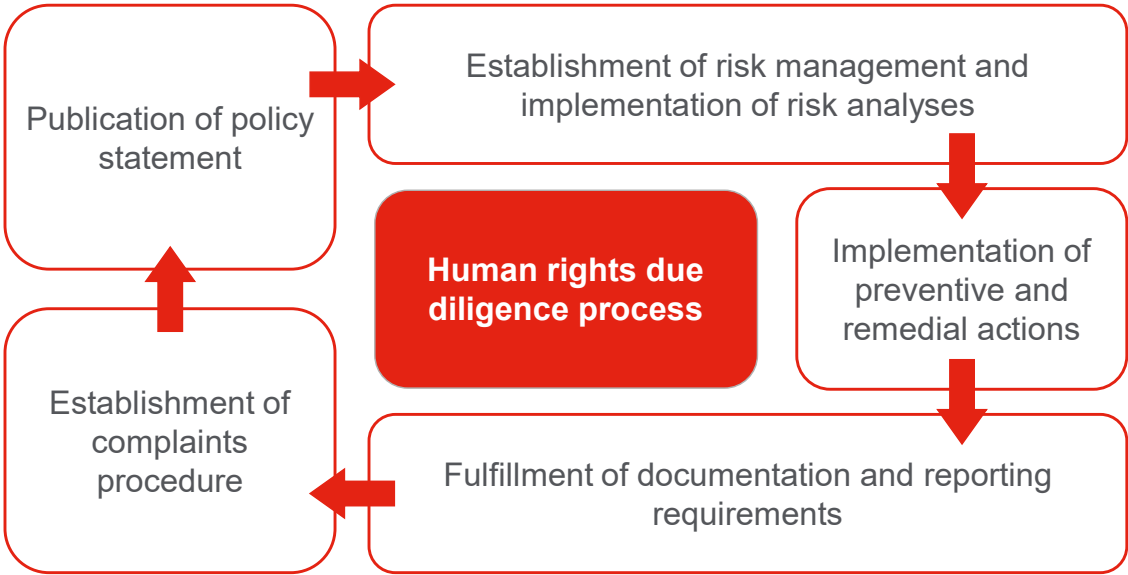 Publication of policy
statement
Establishment of risk management and
implementation of risk analyses
Human rights due
diligence process
Implementation of
preventive and
remedial actions
Establishment of
complaints
procedure
Fulfillment of documentation and reporting
requirements